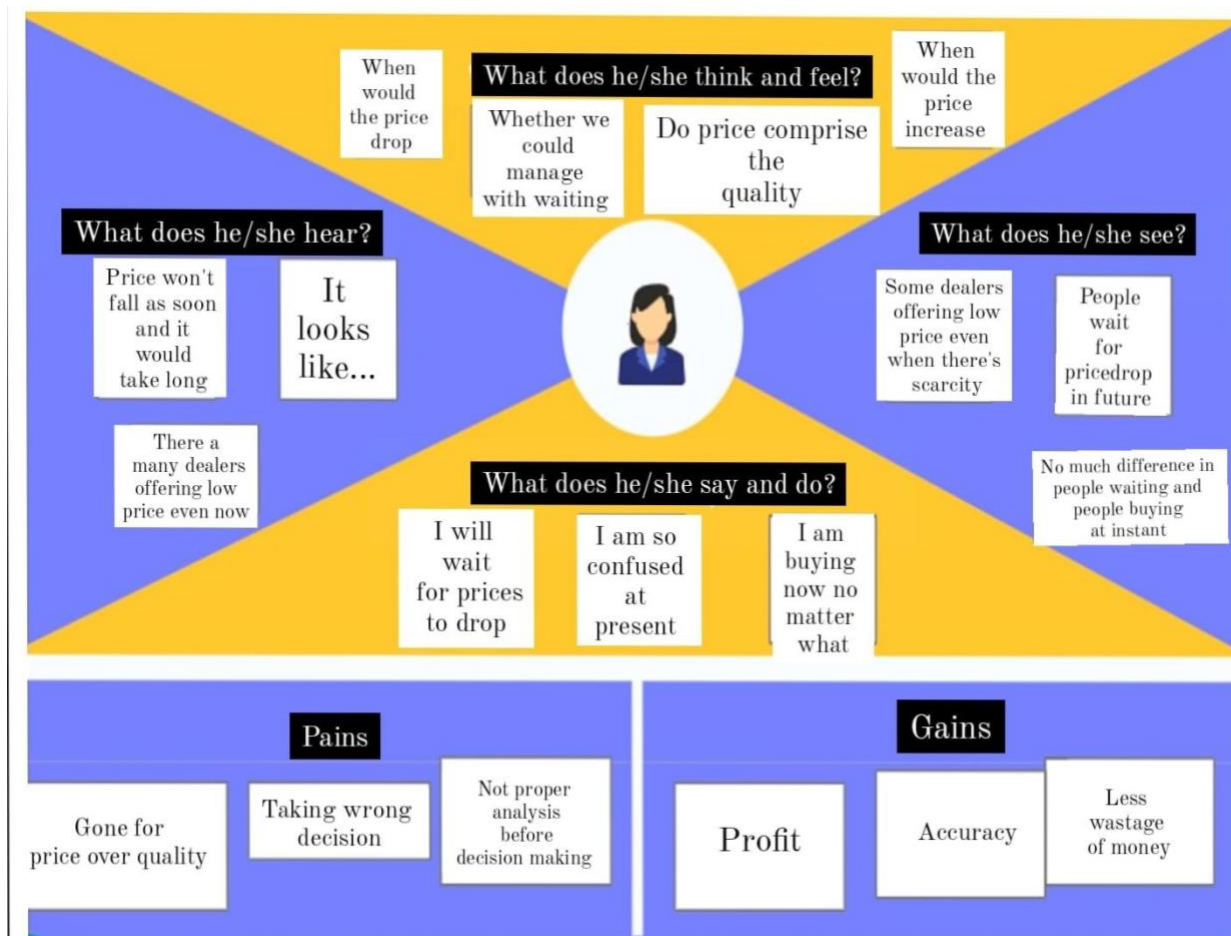 What does he/she think and feel?
When
would
the price
drop
Whether we
could
manage
with waiting
Do price comprise
the
quality
When
would the
price
increase
What does he/she hear?
Price won't
fall as soon
and it
would
take long
It
looks
like...
There a
many dealers
offering low
price even now
What does he/she see?
Some dealers
offering low
price even
when there's
scarcity
People
wait
for
pricedrop
in future
No much difference in
people waiting and
people buying
at instant
What does he/she say and do?
I will
wait
for prices
to drop
I am so
confused
at
present
I am
buying
now no
matter
what
Pains
Gone for
price over quality
Taking wrong
decision
Not proper
analysis
before
decision making
Gains
Profit
Accuracy
Less
wastage
of money